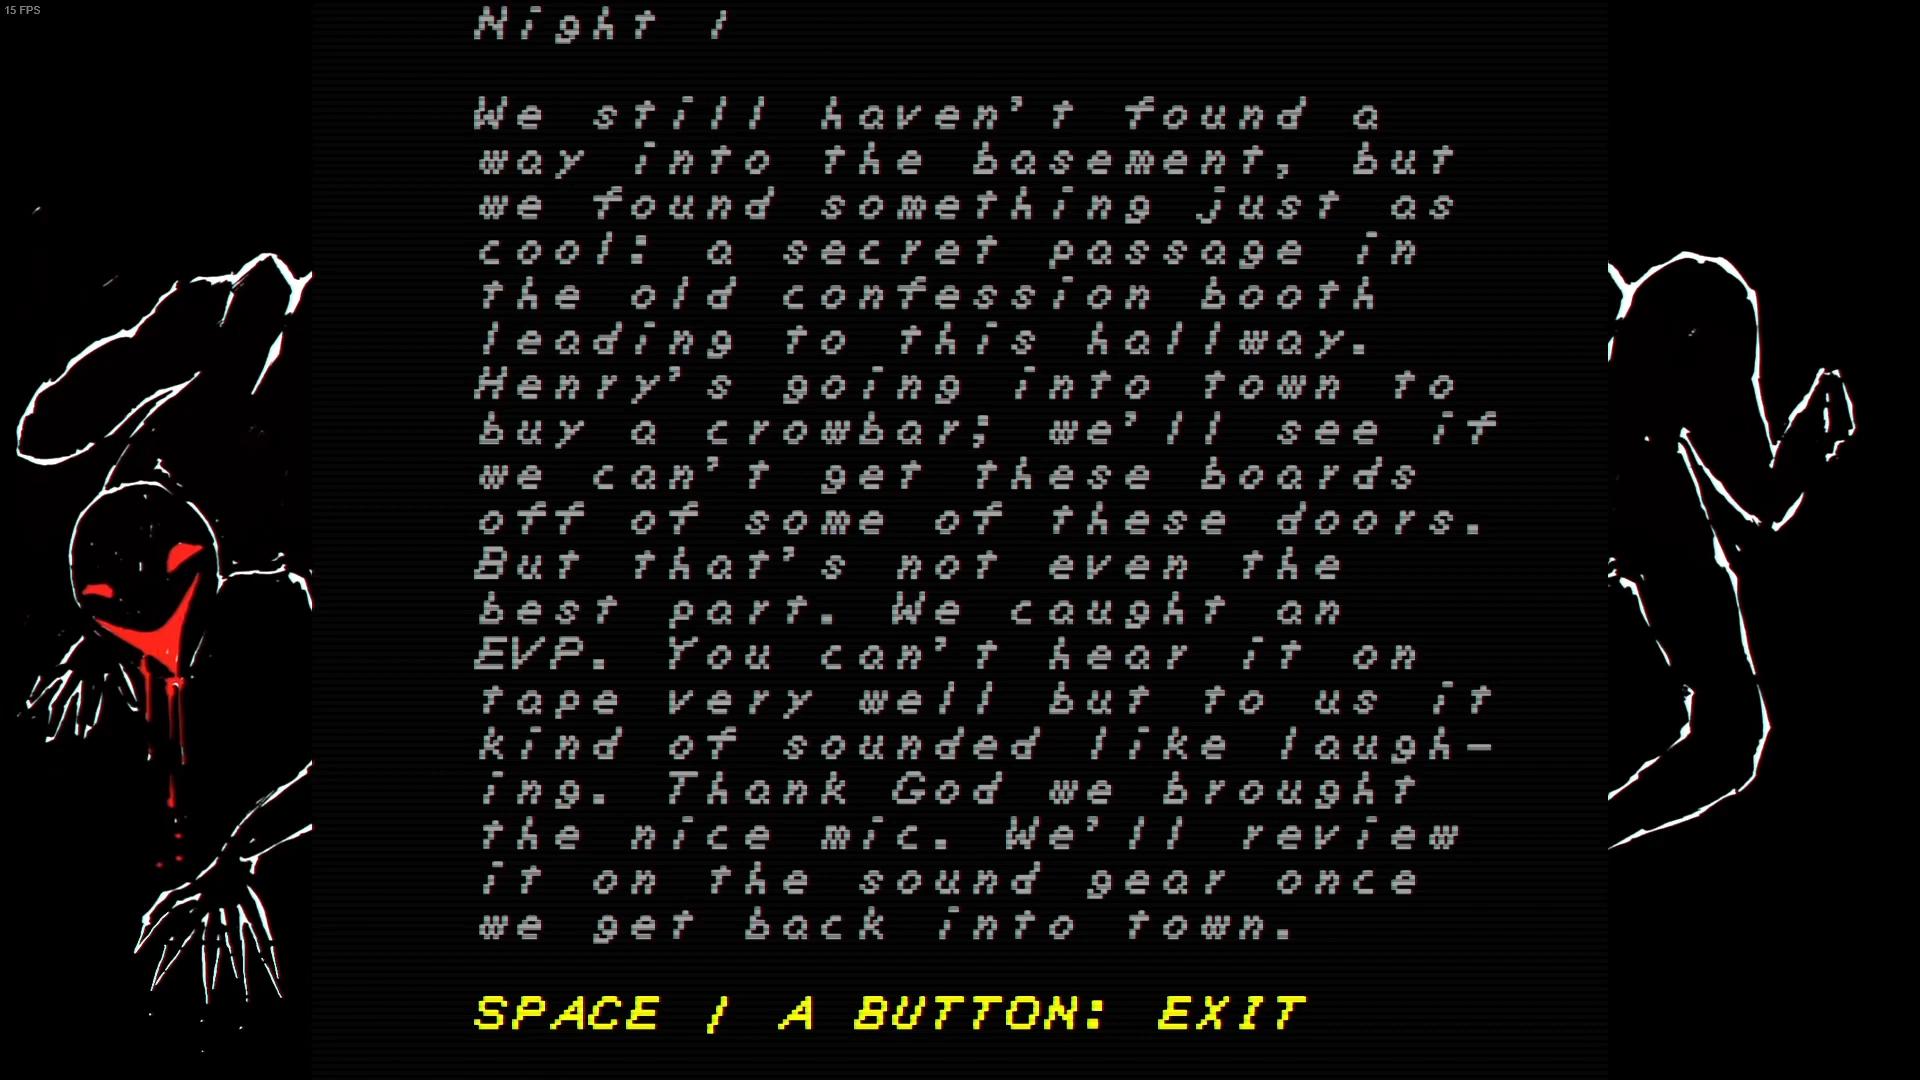 15 FPS
Night 1
We still haven't found a
way into the basement, but
we found something just as
cool: a secret passage in
the old confession booth
leading to this hallway.
Henry's going into town to
buy a crowbar; we'll see if
we can't get these boards
off of some of these doors.
But that's not even the
best part. We caught an
EVP. You can't hear it on
tape very well but to us it
kind of sounded like laugh-
ing. Thank God we brought
the nice mic. We'll review
it on the sound gear once
we get back into town.
SPACE / A BUTTON: EXIT